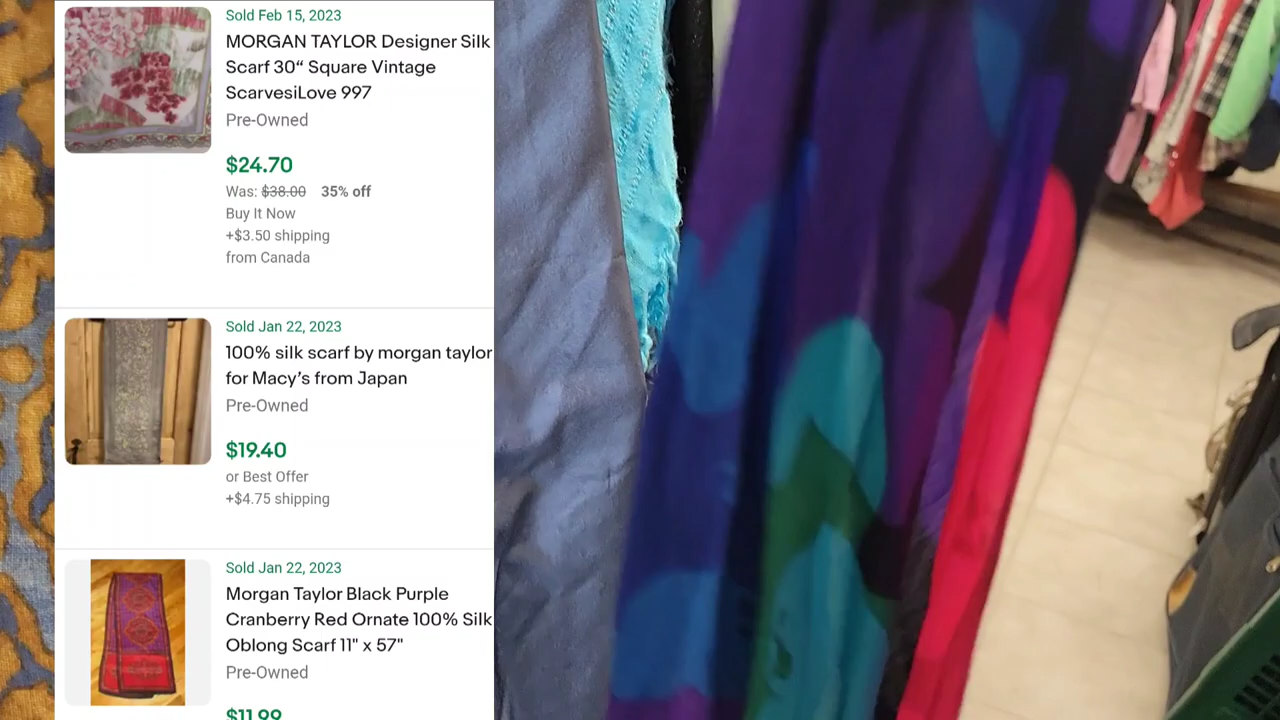 Sold Feb 15, 2023
MORGAN TAYLOR Designer Silk
Scarf 30“ Square Vintage
ScarvesiLove 997
Pre-Owned
$24.70
Was: $38.00 35% off
Buy It Now
+$3.50 shipping
from Canada
Sold Jan 22, 2023
100% silk scarf by morgan taylor
for Macy’s from Japan
Pre-Owned
$19.40
or Best Offer
+$4.75 shipping
Sold Jan 22, 2023
Morgan Taylor Black Purple
Cranberry Red Ornate 100% Silk
Oblong Scarf 11" x 57"
Pre-Owned
$11.99